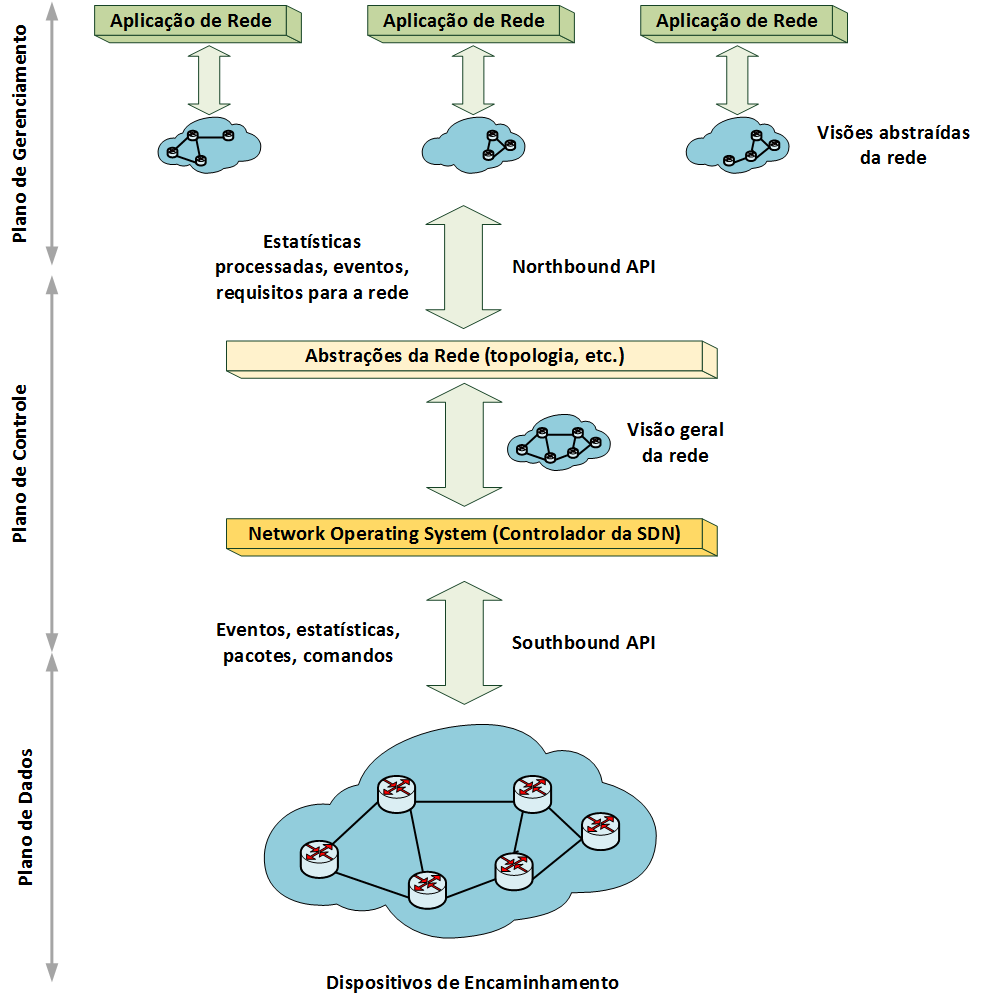 Aplicação de Rede
Aplicação de Rede
Aplicação de Rede
Plano de Gerenciamento
Visões abstraídas
da rede
Estatísticas
processadas, eventos,
requisitos para a rede
Northbound API
Abstrações da Rede (topologia, etc.)
Plano de Controle
Visão geral
da rede
Network Operating System (Controlador da SDN)
Eventos, estatísticas,
pacotes, comandos
Southbound API
Plano de Dados
Dispositivos de Encaminhamento